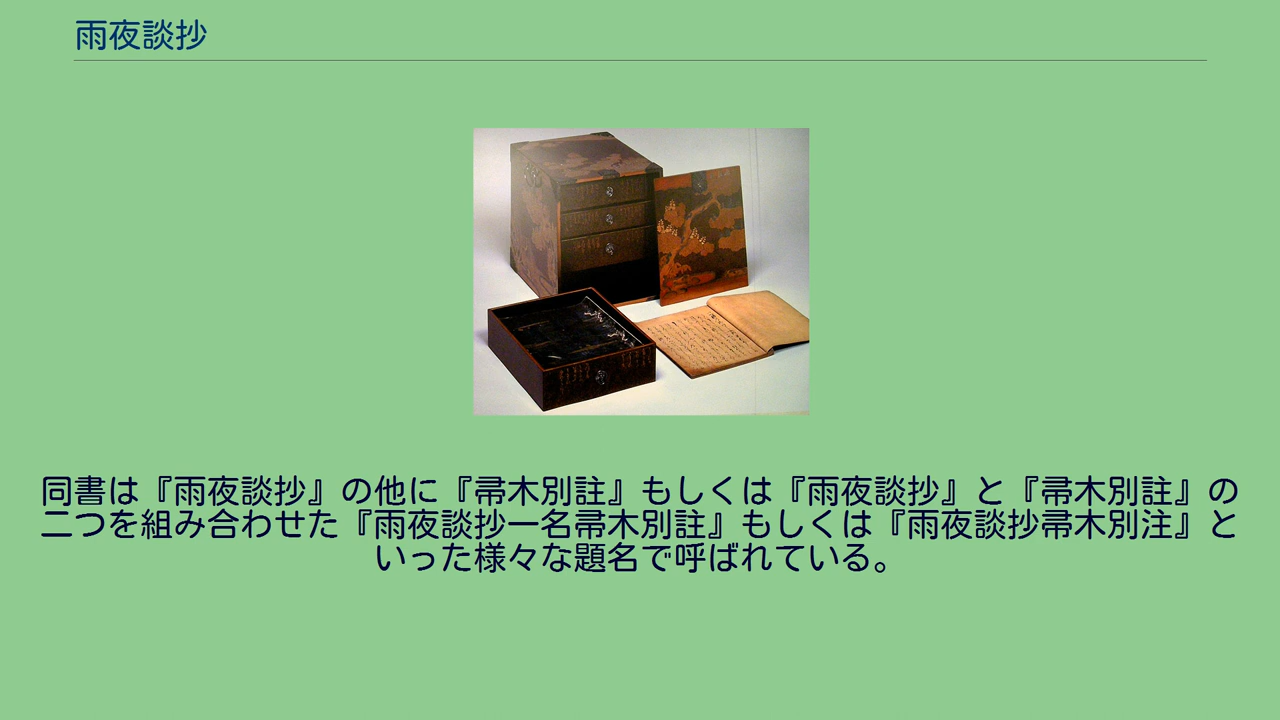 雨夜談抄
同書は『雨夜談抄』の他に『帚木別註』もしくは『雨夜談抄』と『帚木別註』の
二つを組み合わせた『雨夜談抄一名帚木別註』もしくは『雨夜談抄帚木別注』と
いった様々な題名で呼ばれている。